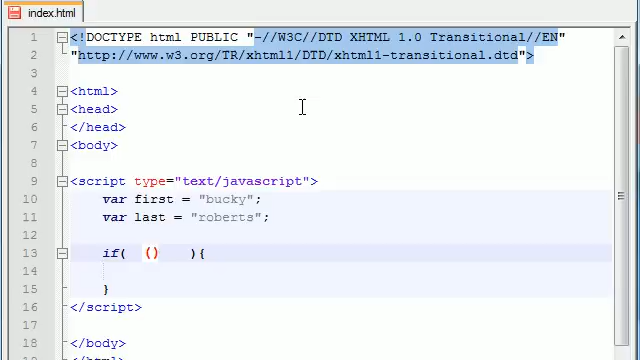 index.html
1 <!DOCTYPE html PUBLIC "-//W3C//DTD XHTML 1.0 Transitional//EN"
2 "http://www.w3.org/TR/xhtml1/DTD/xhtml1-transitional.dtd">
3
4 <html>
5 <head>
6 </head>
7 <body>
8
9 <script type="text/javascript">
10 var first = "bucky";
11 var last = "roberts";
12
13 if( () ){
14
15 }
16 </script>
17
18 </body>
19 </html>